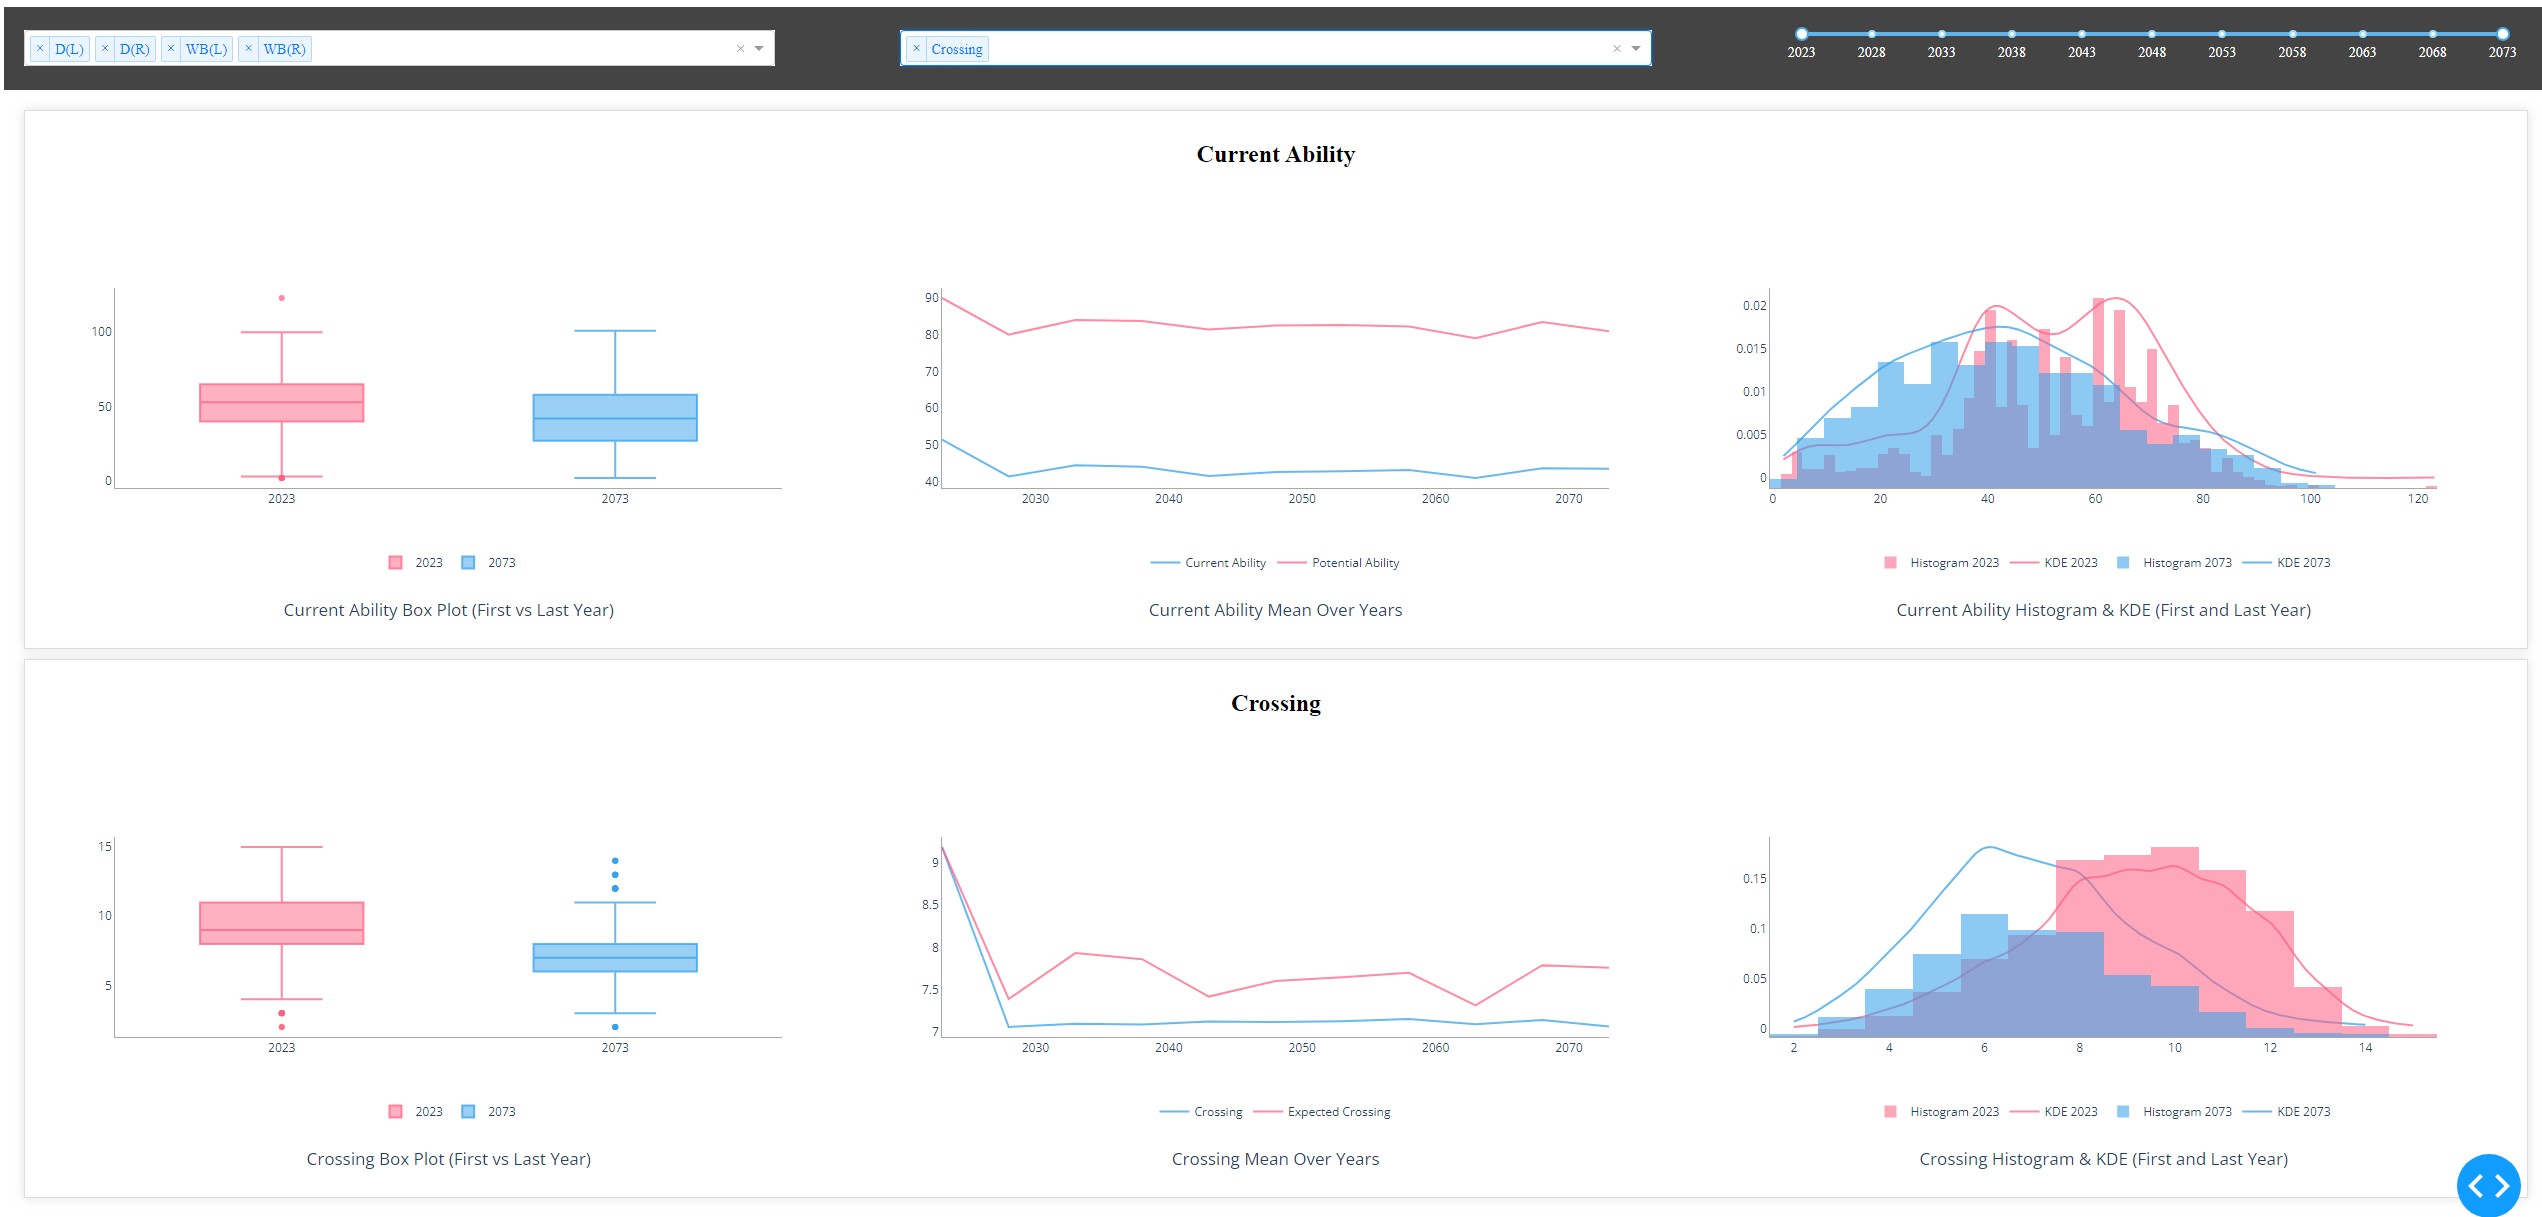 × D(L) × D(R) × WB(L) × WB(R) ×
× Crossing ×
2023 2028 2033 2038 2043 2048 2053 2058 2063 2068 2073
Current Ability
100
50
0
2023 2073
2023 2073
Current Ability Box Plot (First vs Last Year)
90
80
70
60
50
40
2030 2040 2050 2060 2070
Current Ability Potential Ability
Current Ability Mean Over Years
0.02
0.015
0.01
0.005
0
0 20 40 60 80 100 120
Histogram 2023 KDE 2023 Histogram 2073 KDE 2073
Current Ability Histogram & KDE (First and Last Year)
Crossing
15
10
5
2023 2073
2023 2073
Crossing Box Plot (First vs Last Year)
9
8.5
8
7.5
7
2030 2040 2050 2060 2070
Crossing Expected Crossing
Crossing Mean Over Years
0.15
0.1
0.05
0
2 4 6 8 10 12 14
Histogram 2023 KDE 2023 Histogram 2073 KDE 2073
Crossing Histogram & KDE (First and Last Year)